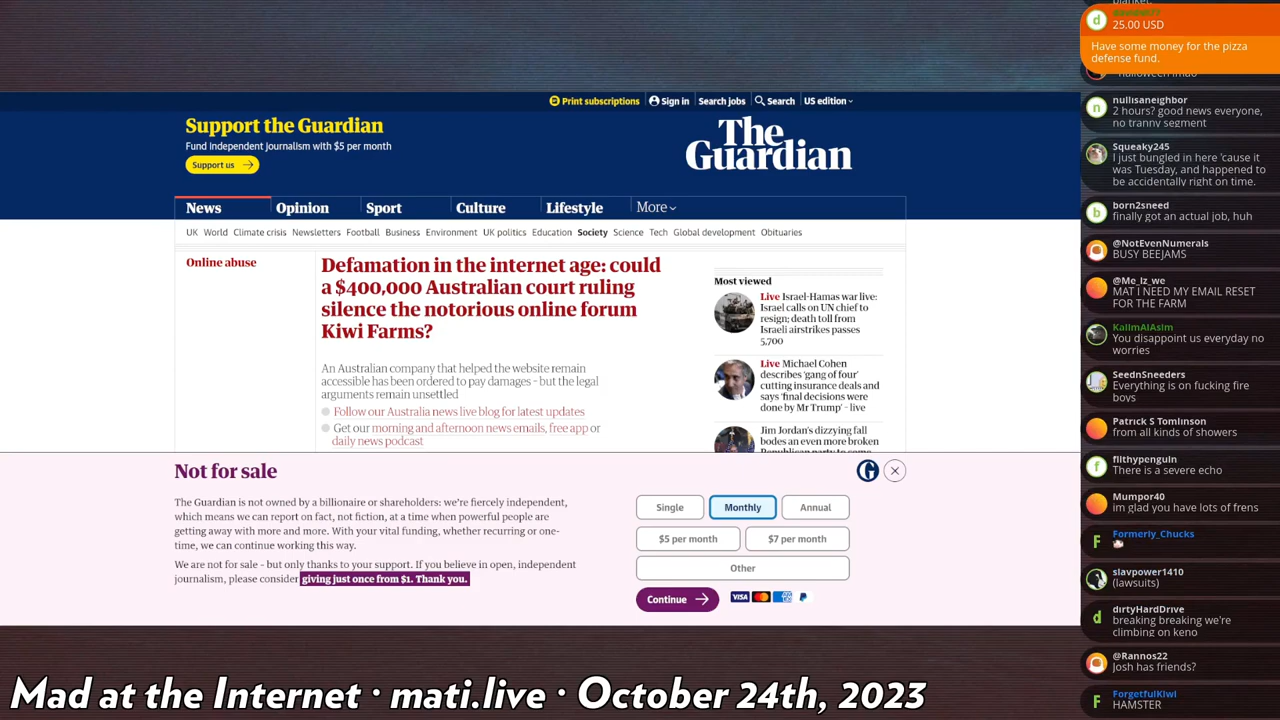 Print subscriptions
Sign in
Search jobs
Search
US edition
Support the Guardian
Fund independent journalism with $5 per month
Support us
The
Guardian
News
Opinion
Sport
Culture
Lifestyle
More
UK World Climate crisis Newsletters Football Business Environment UK politics Education Society Science Tech Global development Obituaries
Online abuse
Defamation in the internet age: could
a $400,000 Australian court ruling
silence the notorious online forum
Kiwi Farms?
An Australian company that helped the website remain
accessible has been ordered to pay damages – but the legal
arguments remain unsettled
Follow our Australia news live blog for latest updates
Get our morning and afternoon news emails, free app or
daily news podcast
Most viewed
Live Israel-Hamas war live:
Israel calls on UN chief to
resign; death toll from
Israeli airstrikes passes
5,700
Live Michael Cohen
describes 'gang of four'
cutting insurance deals and
says 'final decisions were
done by Mr Trump' – live
Jim Jordan's dizzying fall
bodes an even more broken
Not for sale
The Guardian is not owned by a billionaire or shareholders: we're fiercely independent,
which means we can report on fact, not fiction, at a time when powerful people are
getting away with more and more. With your vital funding, whether recurring or one-
time, we can continue working this way.
We are not for sale – but only thanks to your support. If you believe in open, independent
journalism, please consider giving just once from $1. Thank you.
G
Single
Monthly
Annual
$5 per month
$7 per month
Other
Continue
VISA
Mad at the Internet · mati.live · October 24th, 2023
d
25.00 USD
Have some money for the pizza
defense fund.
n
nullisaneighbor
2 hours? good news everyone,
no tranny segment
Squeaky245
I just bungled in here 'cause it
was Tuesday, and happened to
be accidentally right on time.
b
born2sneed
finally got an actual job, huh
@NotEvenNumerals
BUSY BEEJAMS
@Me_Iz_we
MAT I NEED MY EMAIL RESET
FOR THE FARM
KalimAlAsim
You disappoint us everyday no
worries
SeednSneeders
Everything is on fucking fire
boys
Patrick S Tomlinson
from all kinds of showers
f
filthypenguin
There is a severe echo
Mumpor40
im glad you have lots of frens
F
Formerly_Chucks
slavpower1410
(lawsuits)
d
dirtyHardDrive
breaking breaking we're
climbing on keno
@Rannos22
Josh has friends?
F
ForgetfulKiwi
HAMSTER